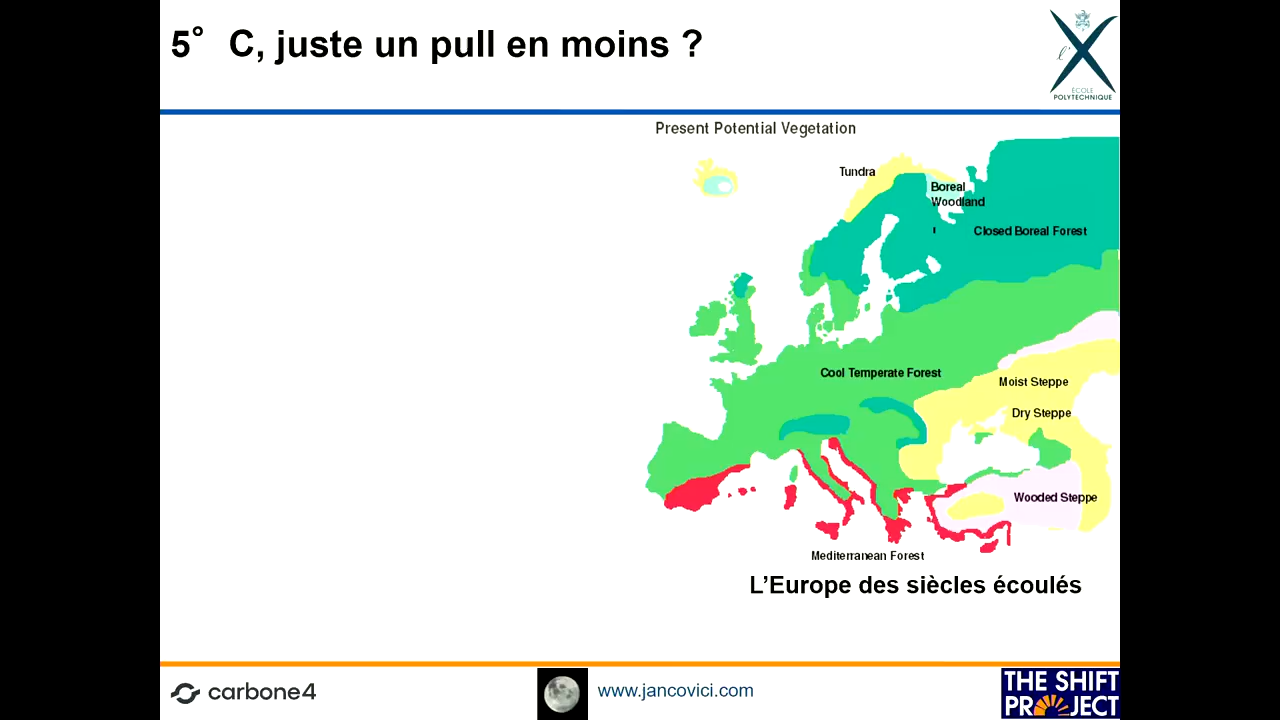 5° C, juste un pull en moins ?
l'X
ÉCOLE
POLYTECHNIQUE
Present Potential Vegetation
Tundra
Boreal
Woodland
Closed Boreal Forest
Cool Temperate Forest
Moist Steppe
Dry Steppe
Wooded Steppe
Mediterranean Forest
L’Europe des siècles écoulés
carbone4
www.jancovici.com
THE SHIFT
PROJECT